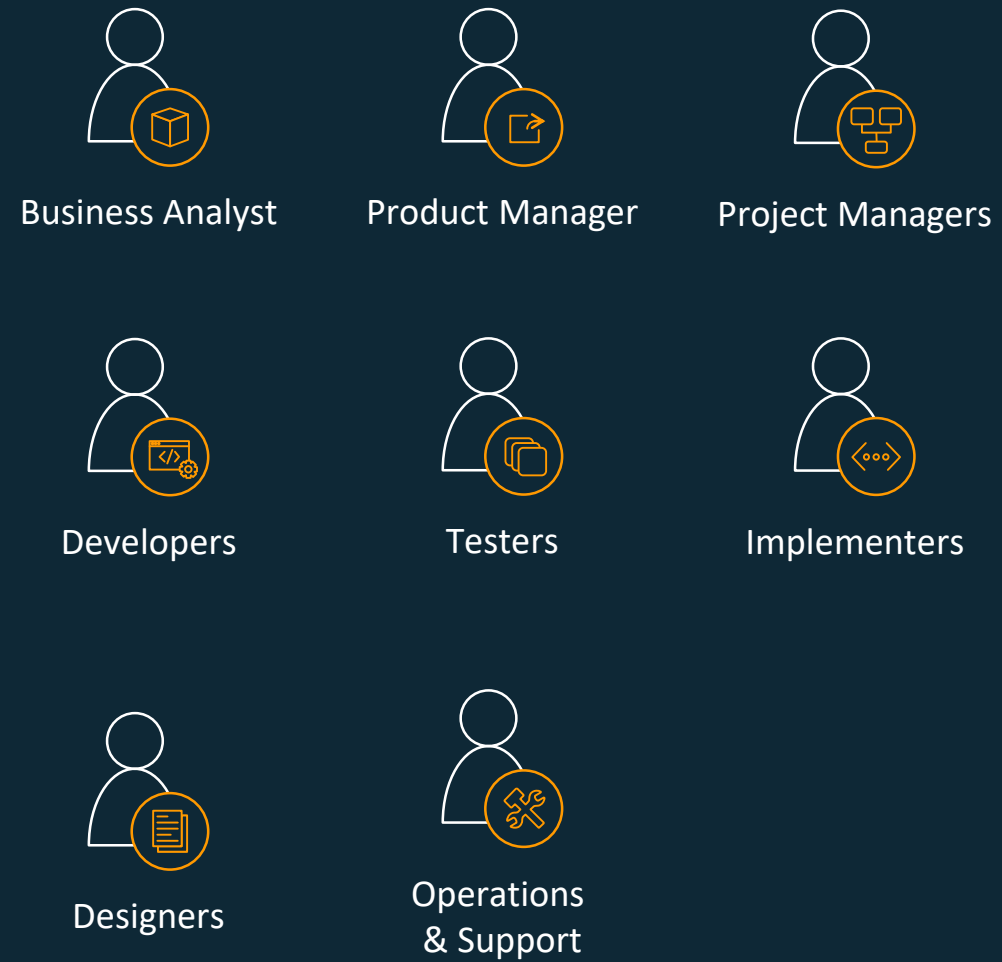 Business Analyst
Product Manager
Project Managers
Developers
Testers
Implementers
Designers
Operations
& Support